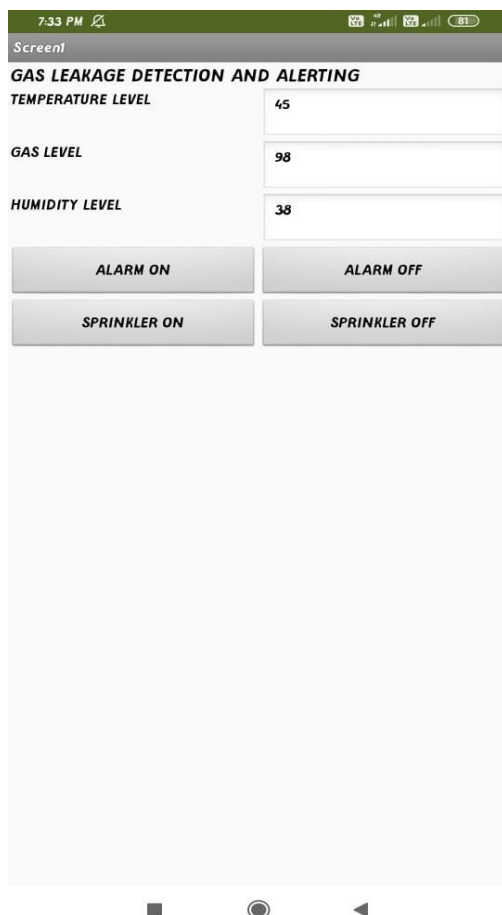 7:33 PM 81
Screen1
GAS LEAKAGE DETECTION AND ALERTING
TEMPERATURE LEVEL 45
GAS LEVEL 98
HUMIDITY LEVEL 38
ALARM ON ALARM OFF
SPRINKLER ON SPRINKLER OFF